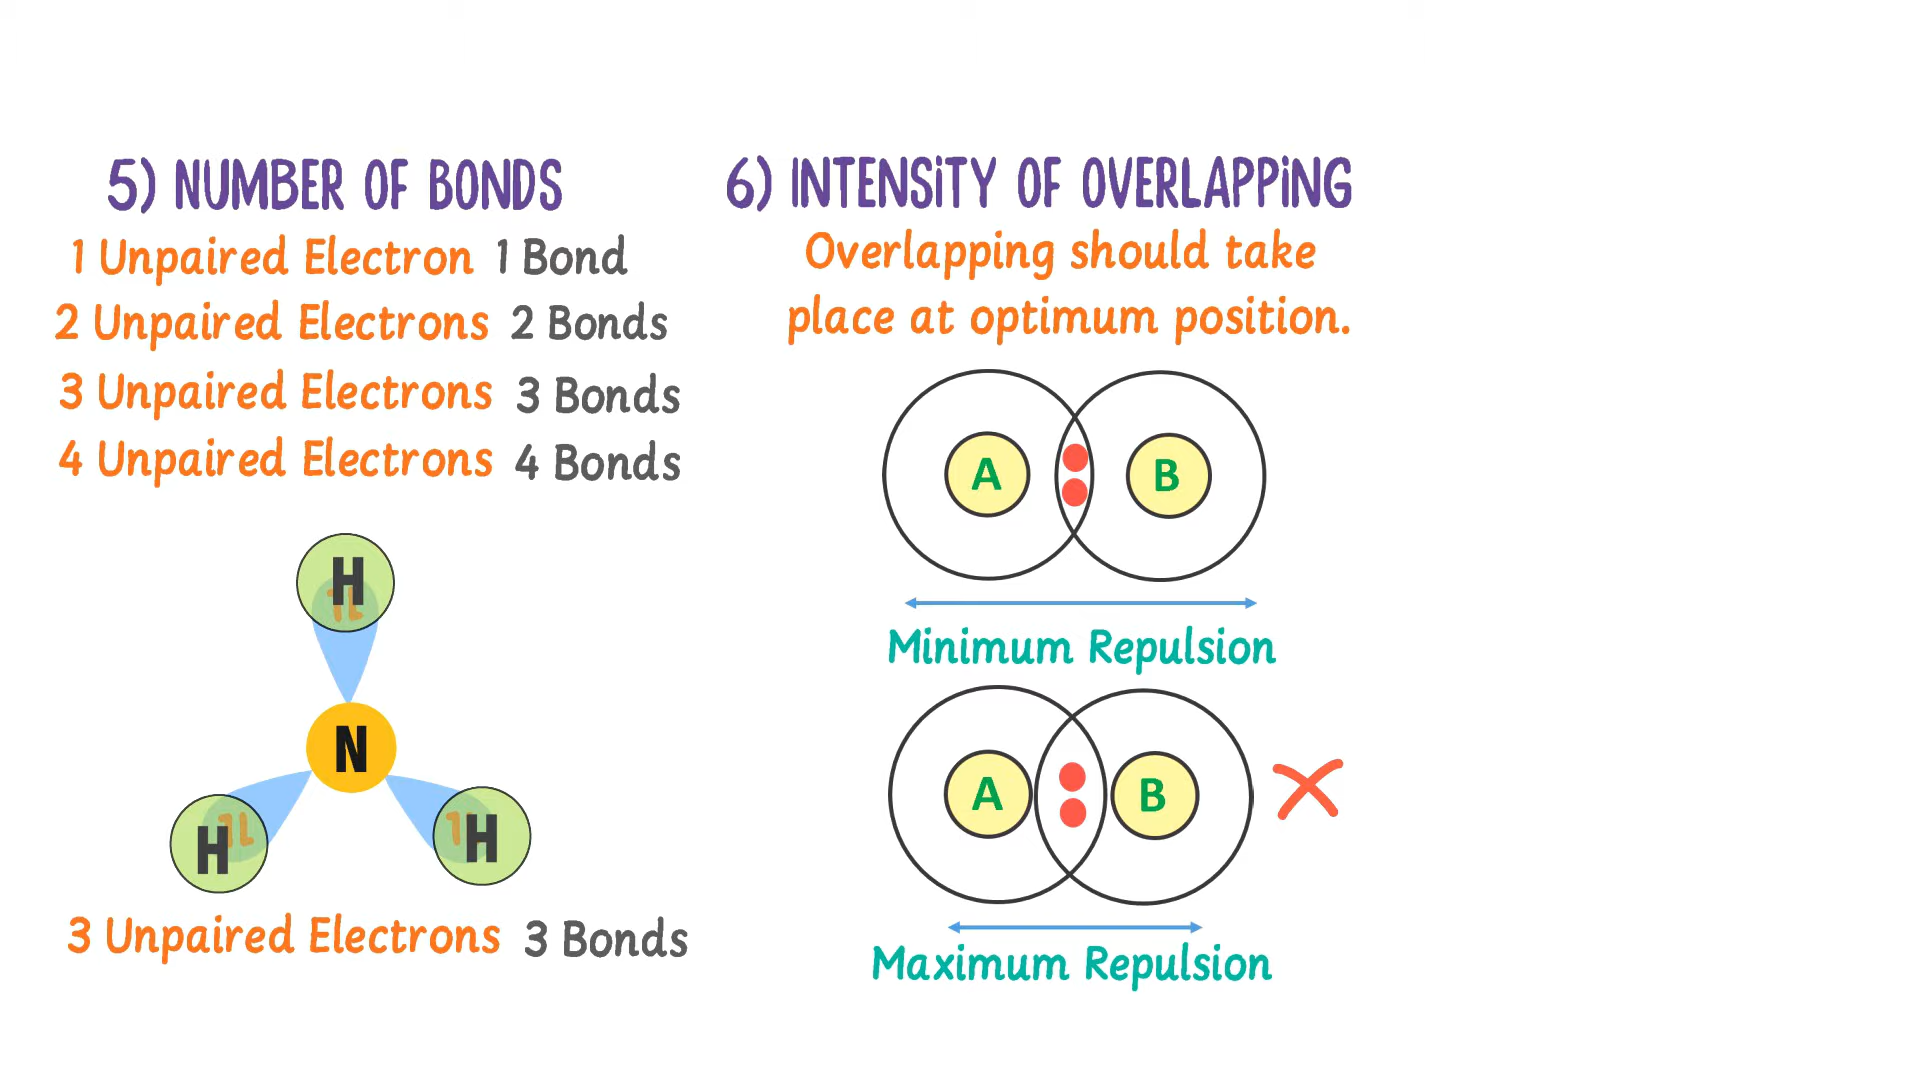 5) NUMBER OF BONDS
1 Unpaired Electron 1 Bond
2 Unpaired Electrons 2 Bonds
3 Unpaired Electrons 3 Bonds
4 Unpaired Electrons 4 Bonds
H
N
H
H
3 Unpaired Electrons 3 Bonds
6) INTENSITY OF OVERLAPPING
Overlapping should take
place at optimum position.
A B
Minimum Repulsion
A B
Maximum Repulsion